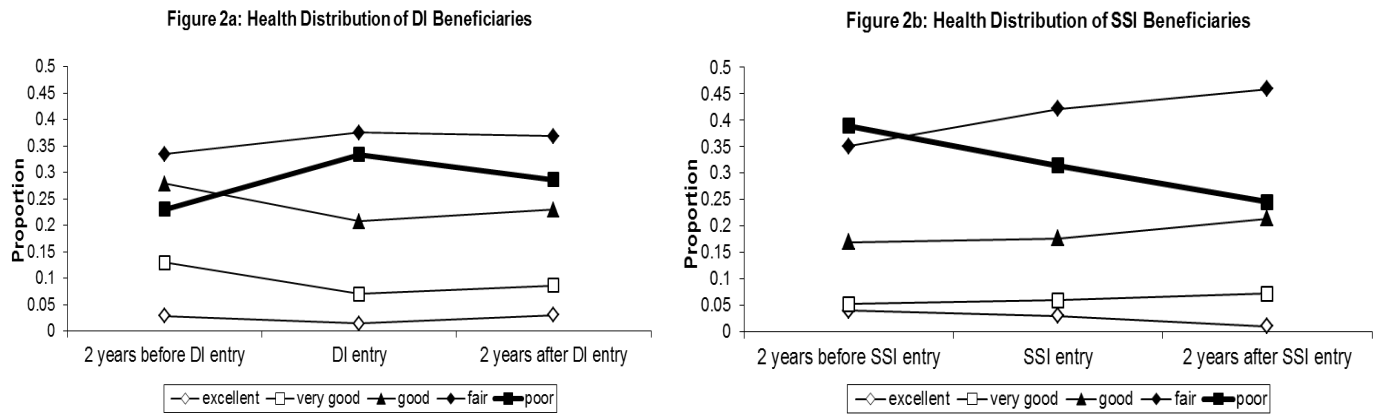 Figure 2a: Health Distribution of DI Beneficiaries
0.5
0.45
0.4
0.35
0.3
0.25
0.2
0.15
0.1
0.05
0
Proportion
2 years before DI entry DI entry 2 years after DI entry
excellent very good good fair poor
Figure 2b: Health Distribution of SSI Beneficiaries
0.5
0.45
0.4
0.35
0.3
0.25
0.2
0.15
0.1
0.05
0
Proportion
2 years before SSI entry SSI entry 2 years after SSI entry
excellent very good good fair poor